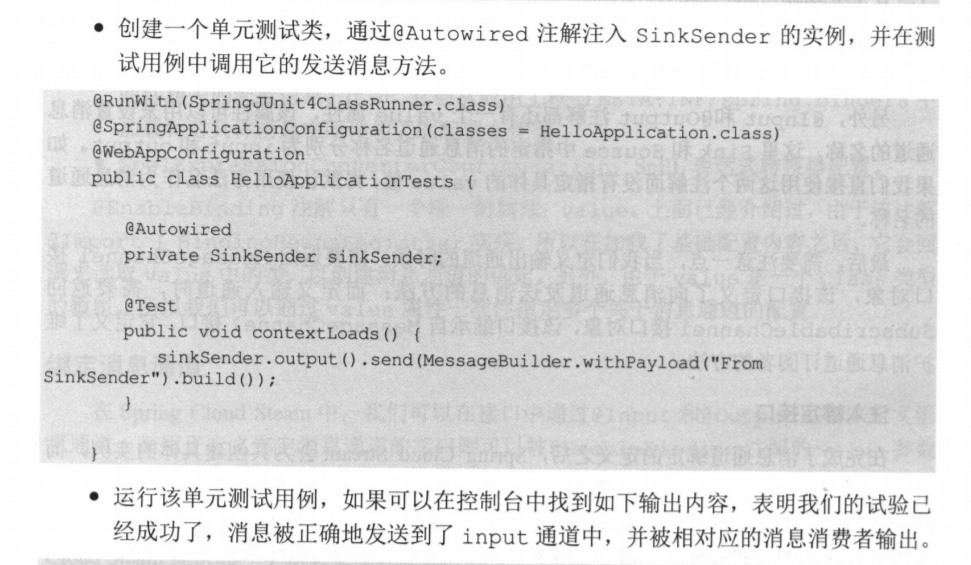 • 创建一个单元测试类，通过@Autowired 注解注入 SinkSender 的实例，并在测
试用例中调用它的发送消息方法。
@RunWith(SpringJUnit4ClassRunner.class)
@SpringApplicationConfiguration(classes = HelloApplication.class)
@WebAppConfiguration
public class HelloApplicationTests {
@Autowired
private SinkSender sinkSender;
@Test
public void contextLoads() {
sinkSender.output().send(MessageBuilder.withPayload("From
SinkSender").build());
}
}
• 运行该单元测试用例，如果可以在控制台中找到如下输出内容，表明我们的试验已
经成功了，消息被正确地发送到了 input 通道中，并被相对应的消息消费者输出。